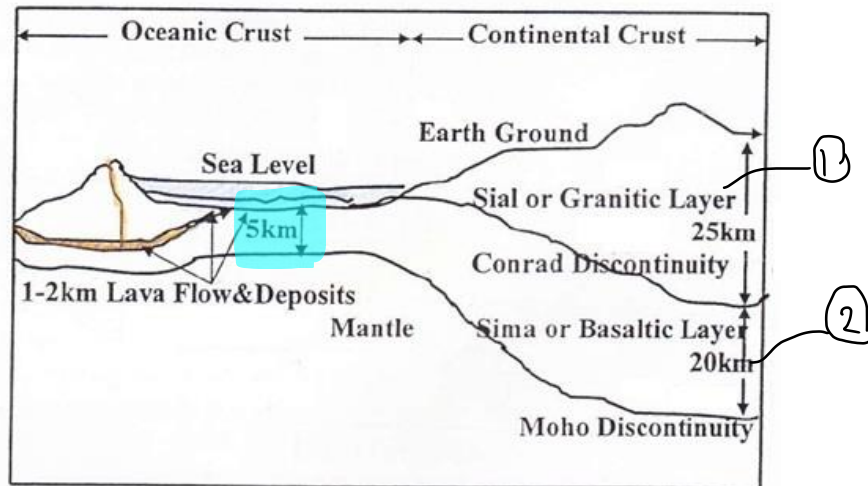 Oceanic Crust
Continental Crust
Earth Ground
Sea Level
1
Sial or Granitic Layer
5km
25km
Conrad Discontinuity
1-2km Lava Flow&Deposits
Mantle
Sima or Basaltic Layer
2
20km
Moho Discontinuity